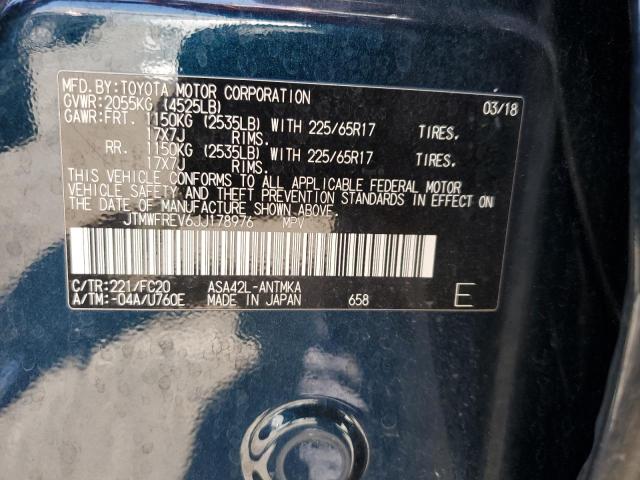 MFD.BY:TOYOTA MOTOR CORPORATION 03/18
GVWR:2055KG (4525LB)
GAWR:FRT. 1150KG (2535LB) WITH 225/65R17 TIRES.
17X7J RIMS.
RR. 1150KG (2535LB) WITH 225/65R17 TIRES.
17X7J RIMS.
THIS VEHICLE CONFORMS TO ALL APPLICABLE FEDERAL MOTOR
VEHICLE SAFETY AND THEFT PREVENTION STANDARDS IN EFFECT ON
THE DATE OF MANUFACTURE SHOWN ABOVE.
JTMWFREV6JJ178976 MPV
C/TR:221/FC20 ASA42L-ANTMKA
A/TM:-04A/U760E MADE IN JAPAN 658 E